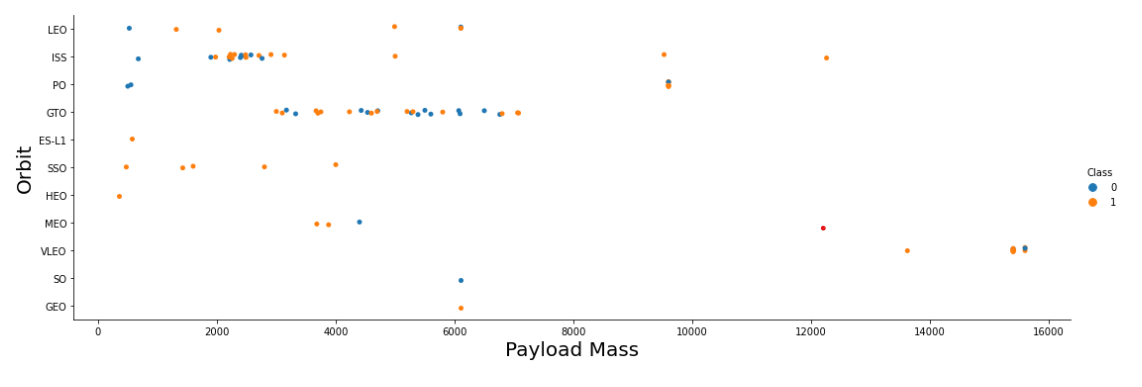 LEO
ISS
PO
GTO
ES-L1
SSO
HEO
MEO
VLEO
SO
GEO
Orbit
0 2000 4000 6000 8000 10000 12000 14000 16000
Payload Mass
Class
0
1